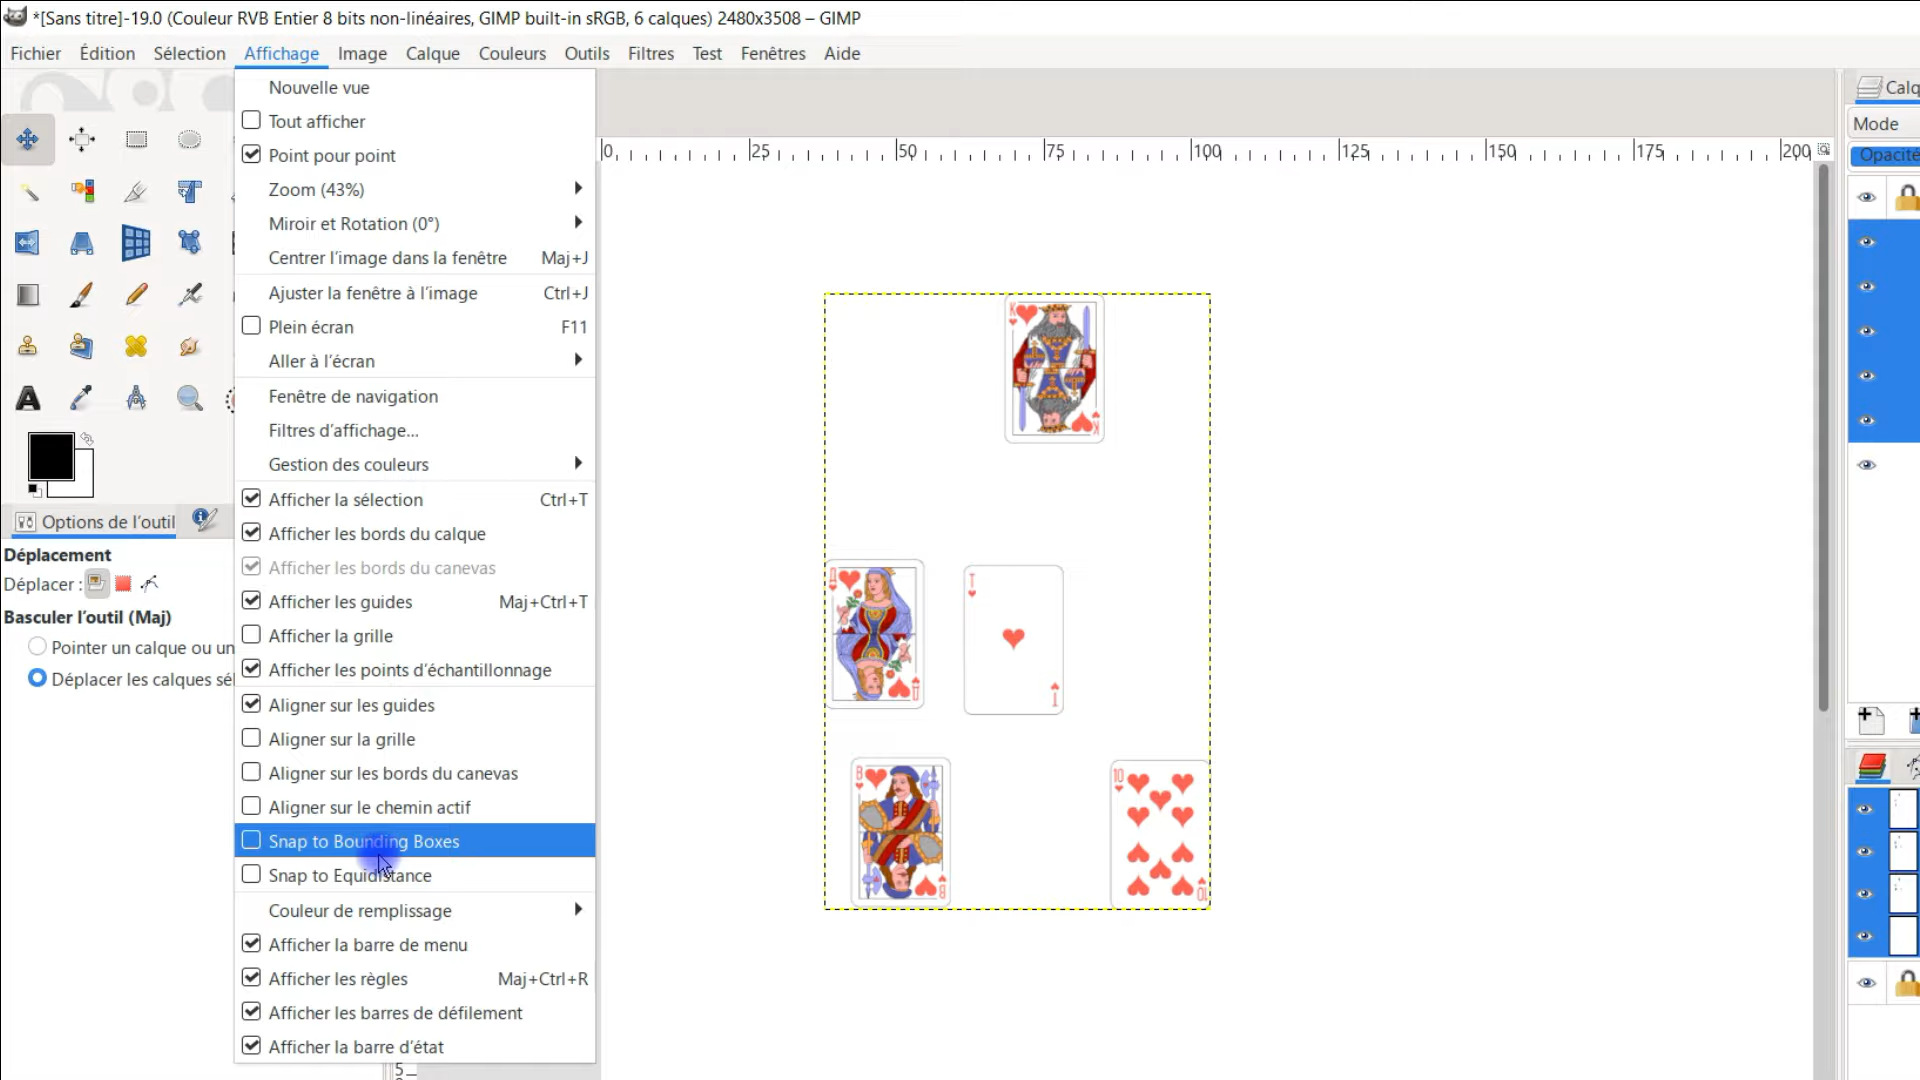 *[Sans titre]-19.0 (Couleur RVB Entier 8 bits non-linéaires, GIMP built-in sRGB, 6 calques) 2480x3508 – GIMP
Fichier Édition Sélection Affichage Image Calque Couleurs Outils Filtres Test Fenêtres Aide
Nouvelle vue
Tout afficher
Point pour point
Zoom (43%)
Miroir et Rotation (0°)
Centrer l'image dans la fenêtre Maj+J
Ajuster la fenêtre à l'image Ctrl+J
Plein écran F11
Aller à l'écran
Fenêtre de navigation
Filtres d'affichage...
Gestion des couleurs
Afficher la sélection Ctrl+T
Afficher les bords du calque
Afficher les bords du canevas
Afficher les guides Maj+Ctrl+T
Afficher la grille
Afficher les points d'échantillonnage
Aligner sur les guides
Aligner sur la grille
Aligner sur les bords du canevas
Aligner sur le chemin actif
Snap to Bounding Boxes
Snap to Equidistance
Couleur de remplissage
Afficher la barre de menu
Afficher les règles Maj+Ctrl+R
Afficher les barres de défilement
Afficher la barre d'état
Options de l'outil
Déplacement
Déplacer :
Basculer l'outil (Maj)
Pointer un calque ou un
Déplacer les calques sél
0 25 50 75 100 125 150 175 200
K
K
T
T
B
B
10
10
Calq
Mode
Opacité
5